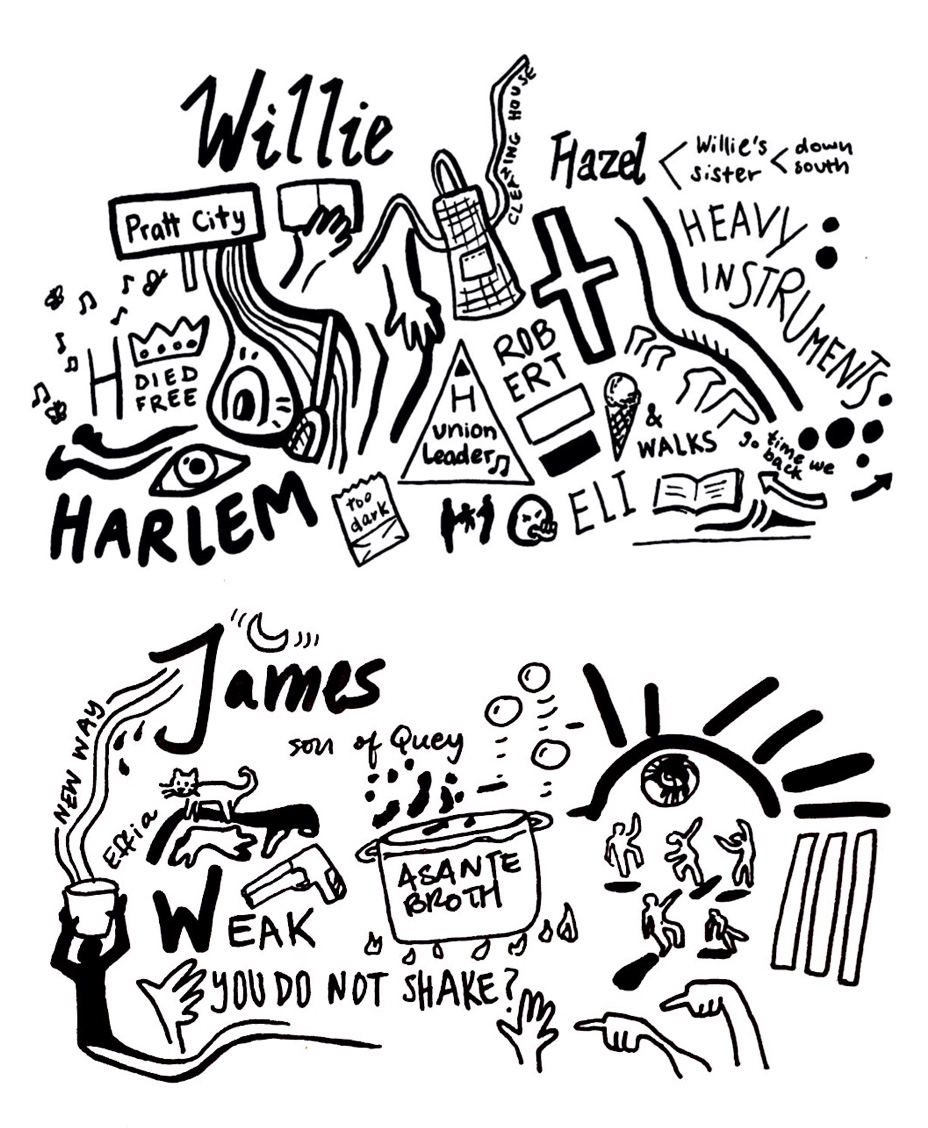 Willie
CLEANING HOUSE
Hazel
Willie's
sister
down
south
Pratt City
HEAVY
INSTRUMENTS
H
DIED
FREE
ROB
ERT
H
union
Leader
&
WALKS
go time we
back
HARLEM
too
dark
ELI
James
son of Quey
NEW WAY
Effia
ASANTE
BROTH
WEAK
YOU DO NOT SHAKE?